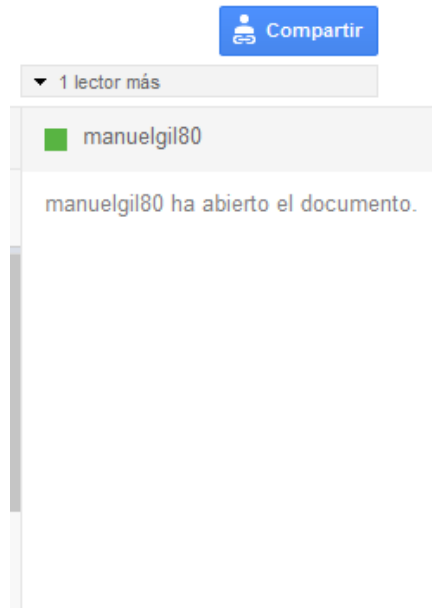 Compartir
1 lector más
manuelgil80
manuelgil80 ha abierto el documento.